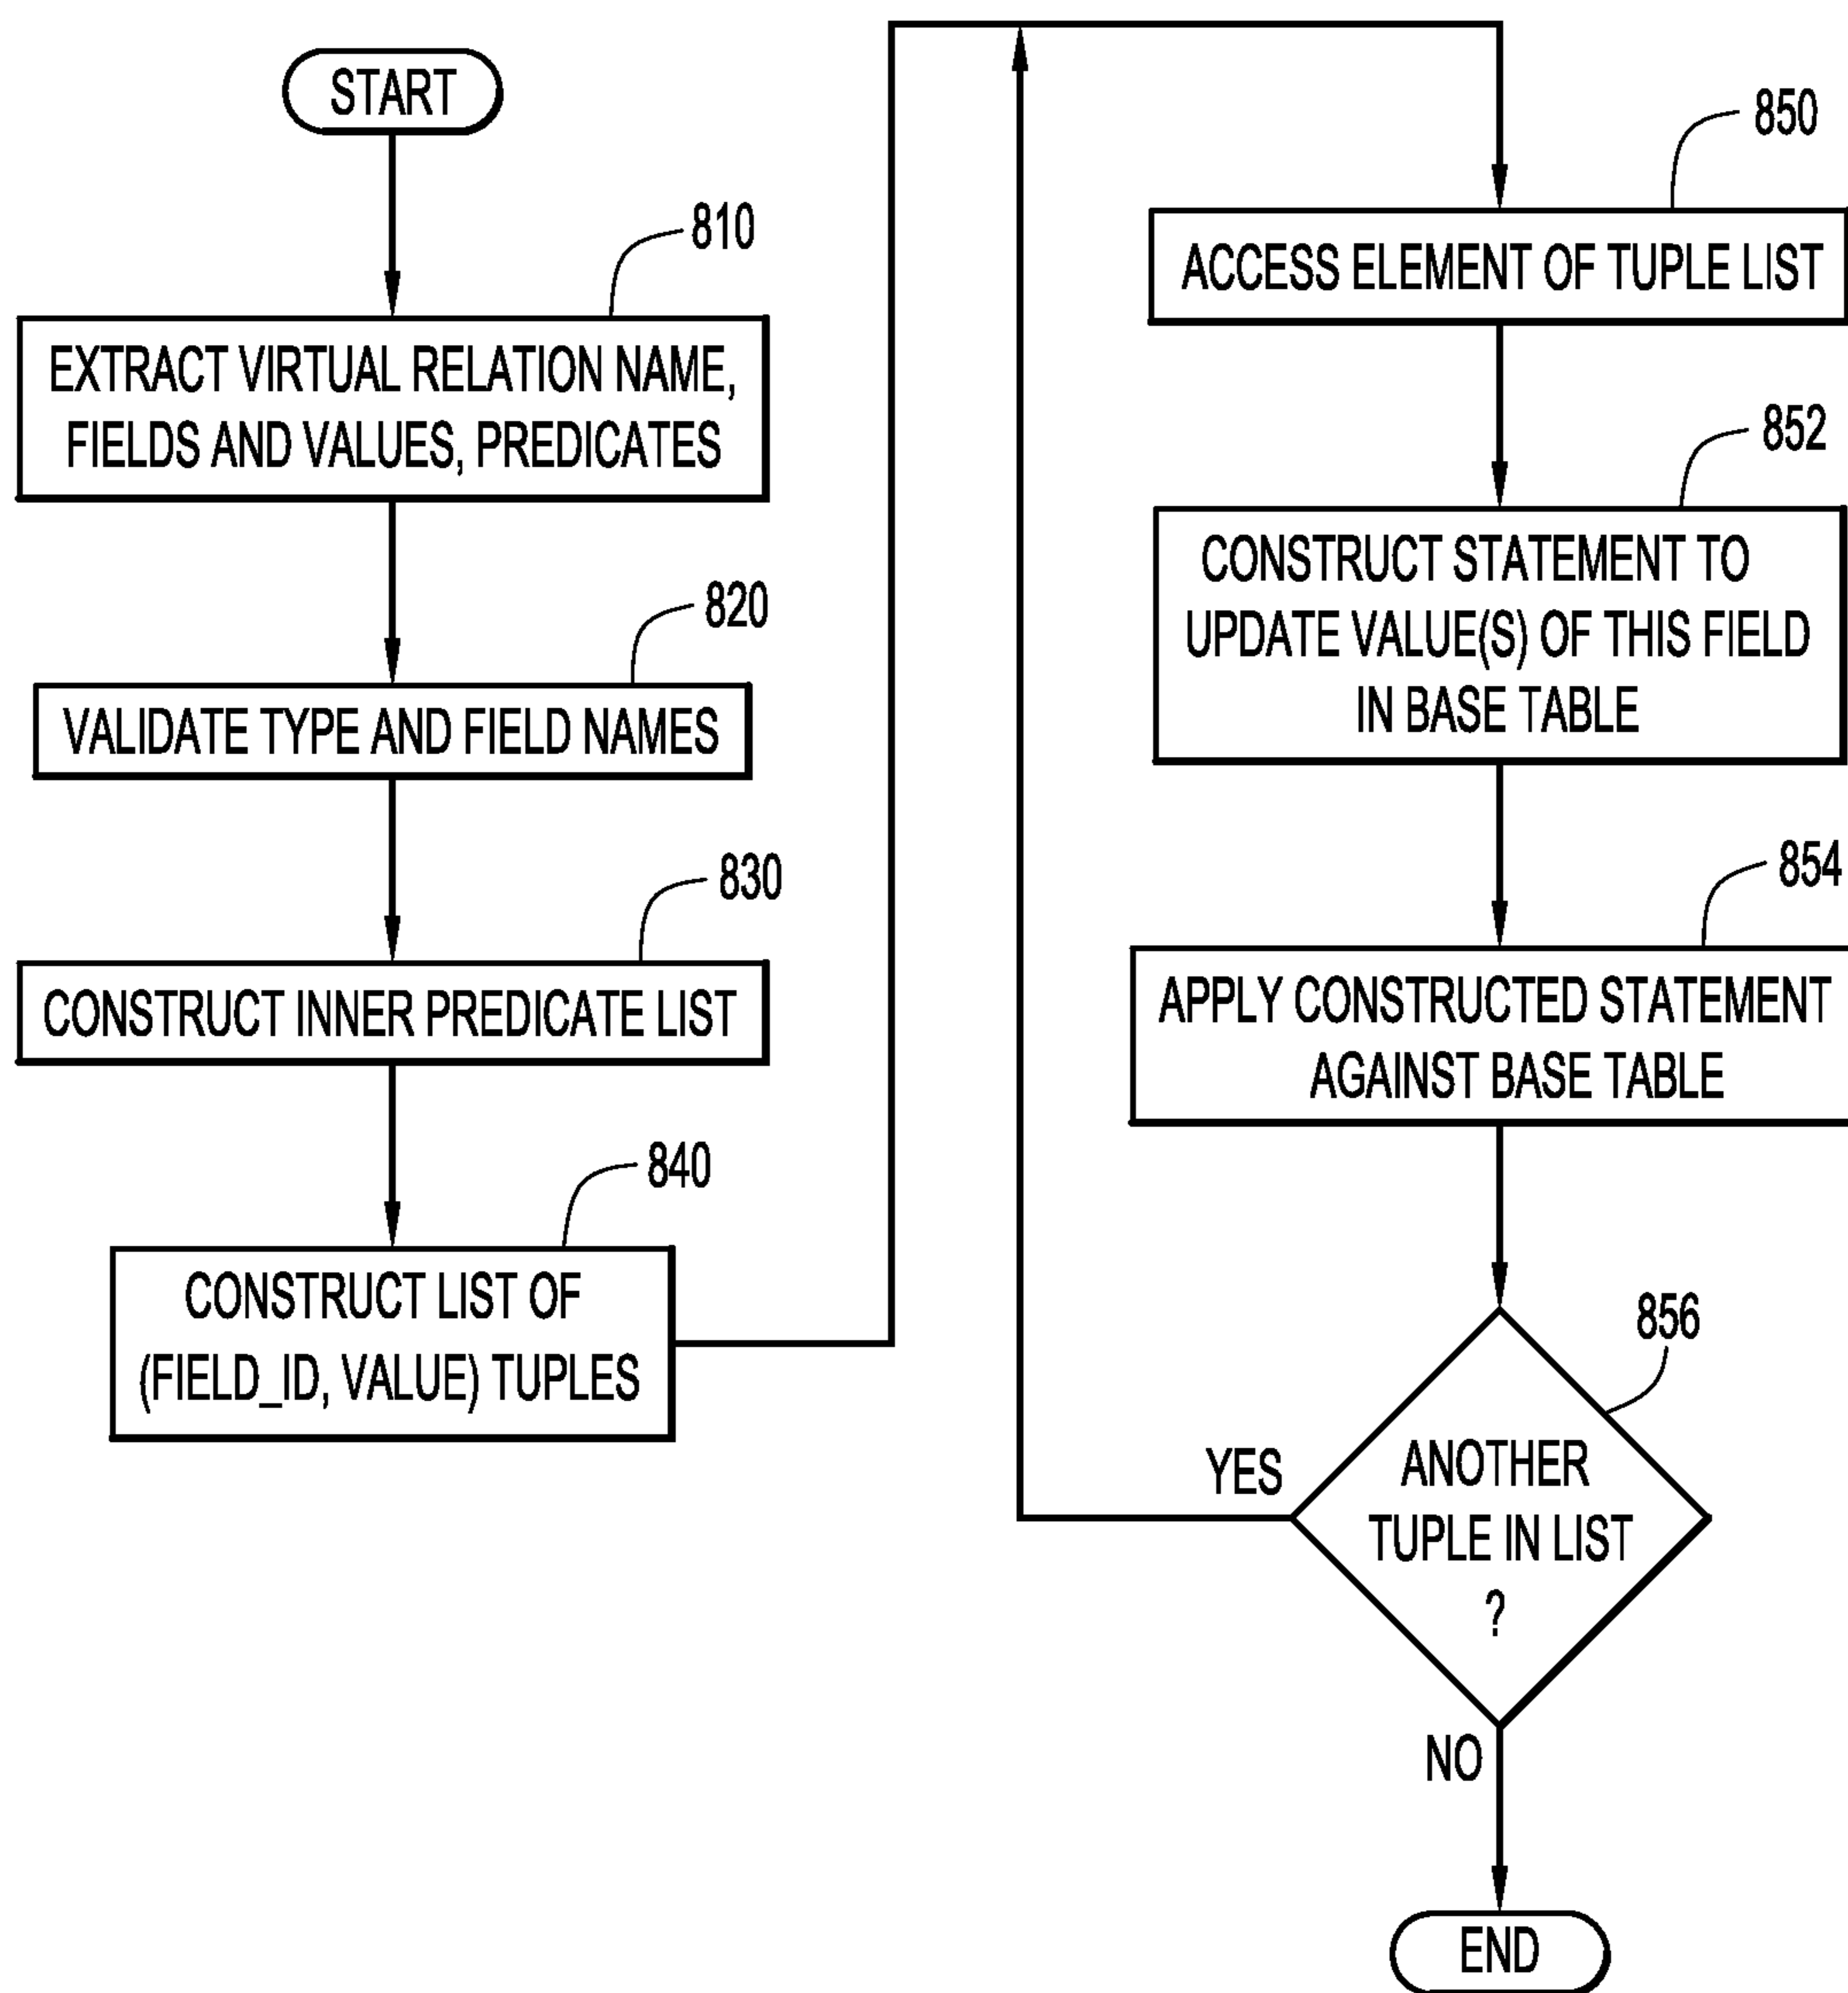 START
810
EXTRACT VIRTUAL RELATION NAME,
FIELDS AND VALUES, PREDICATES
820
VALIDATE TYPE AND FIELD NAMES
830
CONSTRUCT INNER PREDICATE LIST
840
CONSTRUCT LIST OF
(FIELD_ID, VALUE) TUPLES
850
ACCESS ELEMENT OF TUPLE LIST
852
CONSTRUCT STATEMENT TO
UPDATE VALUE(S) OF THIS FIELD
IN BASE TABLE
854
APPLY CONSTRUCTED STATEMENT
AGAINST BASE TABLE
856
YES
ANOTHER
TUPLE IN LIST
?
NO
END